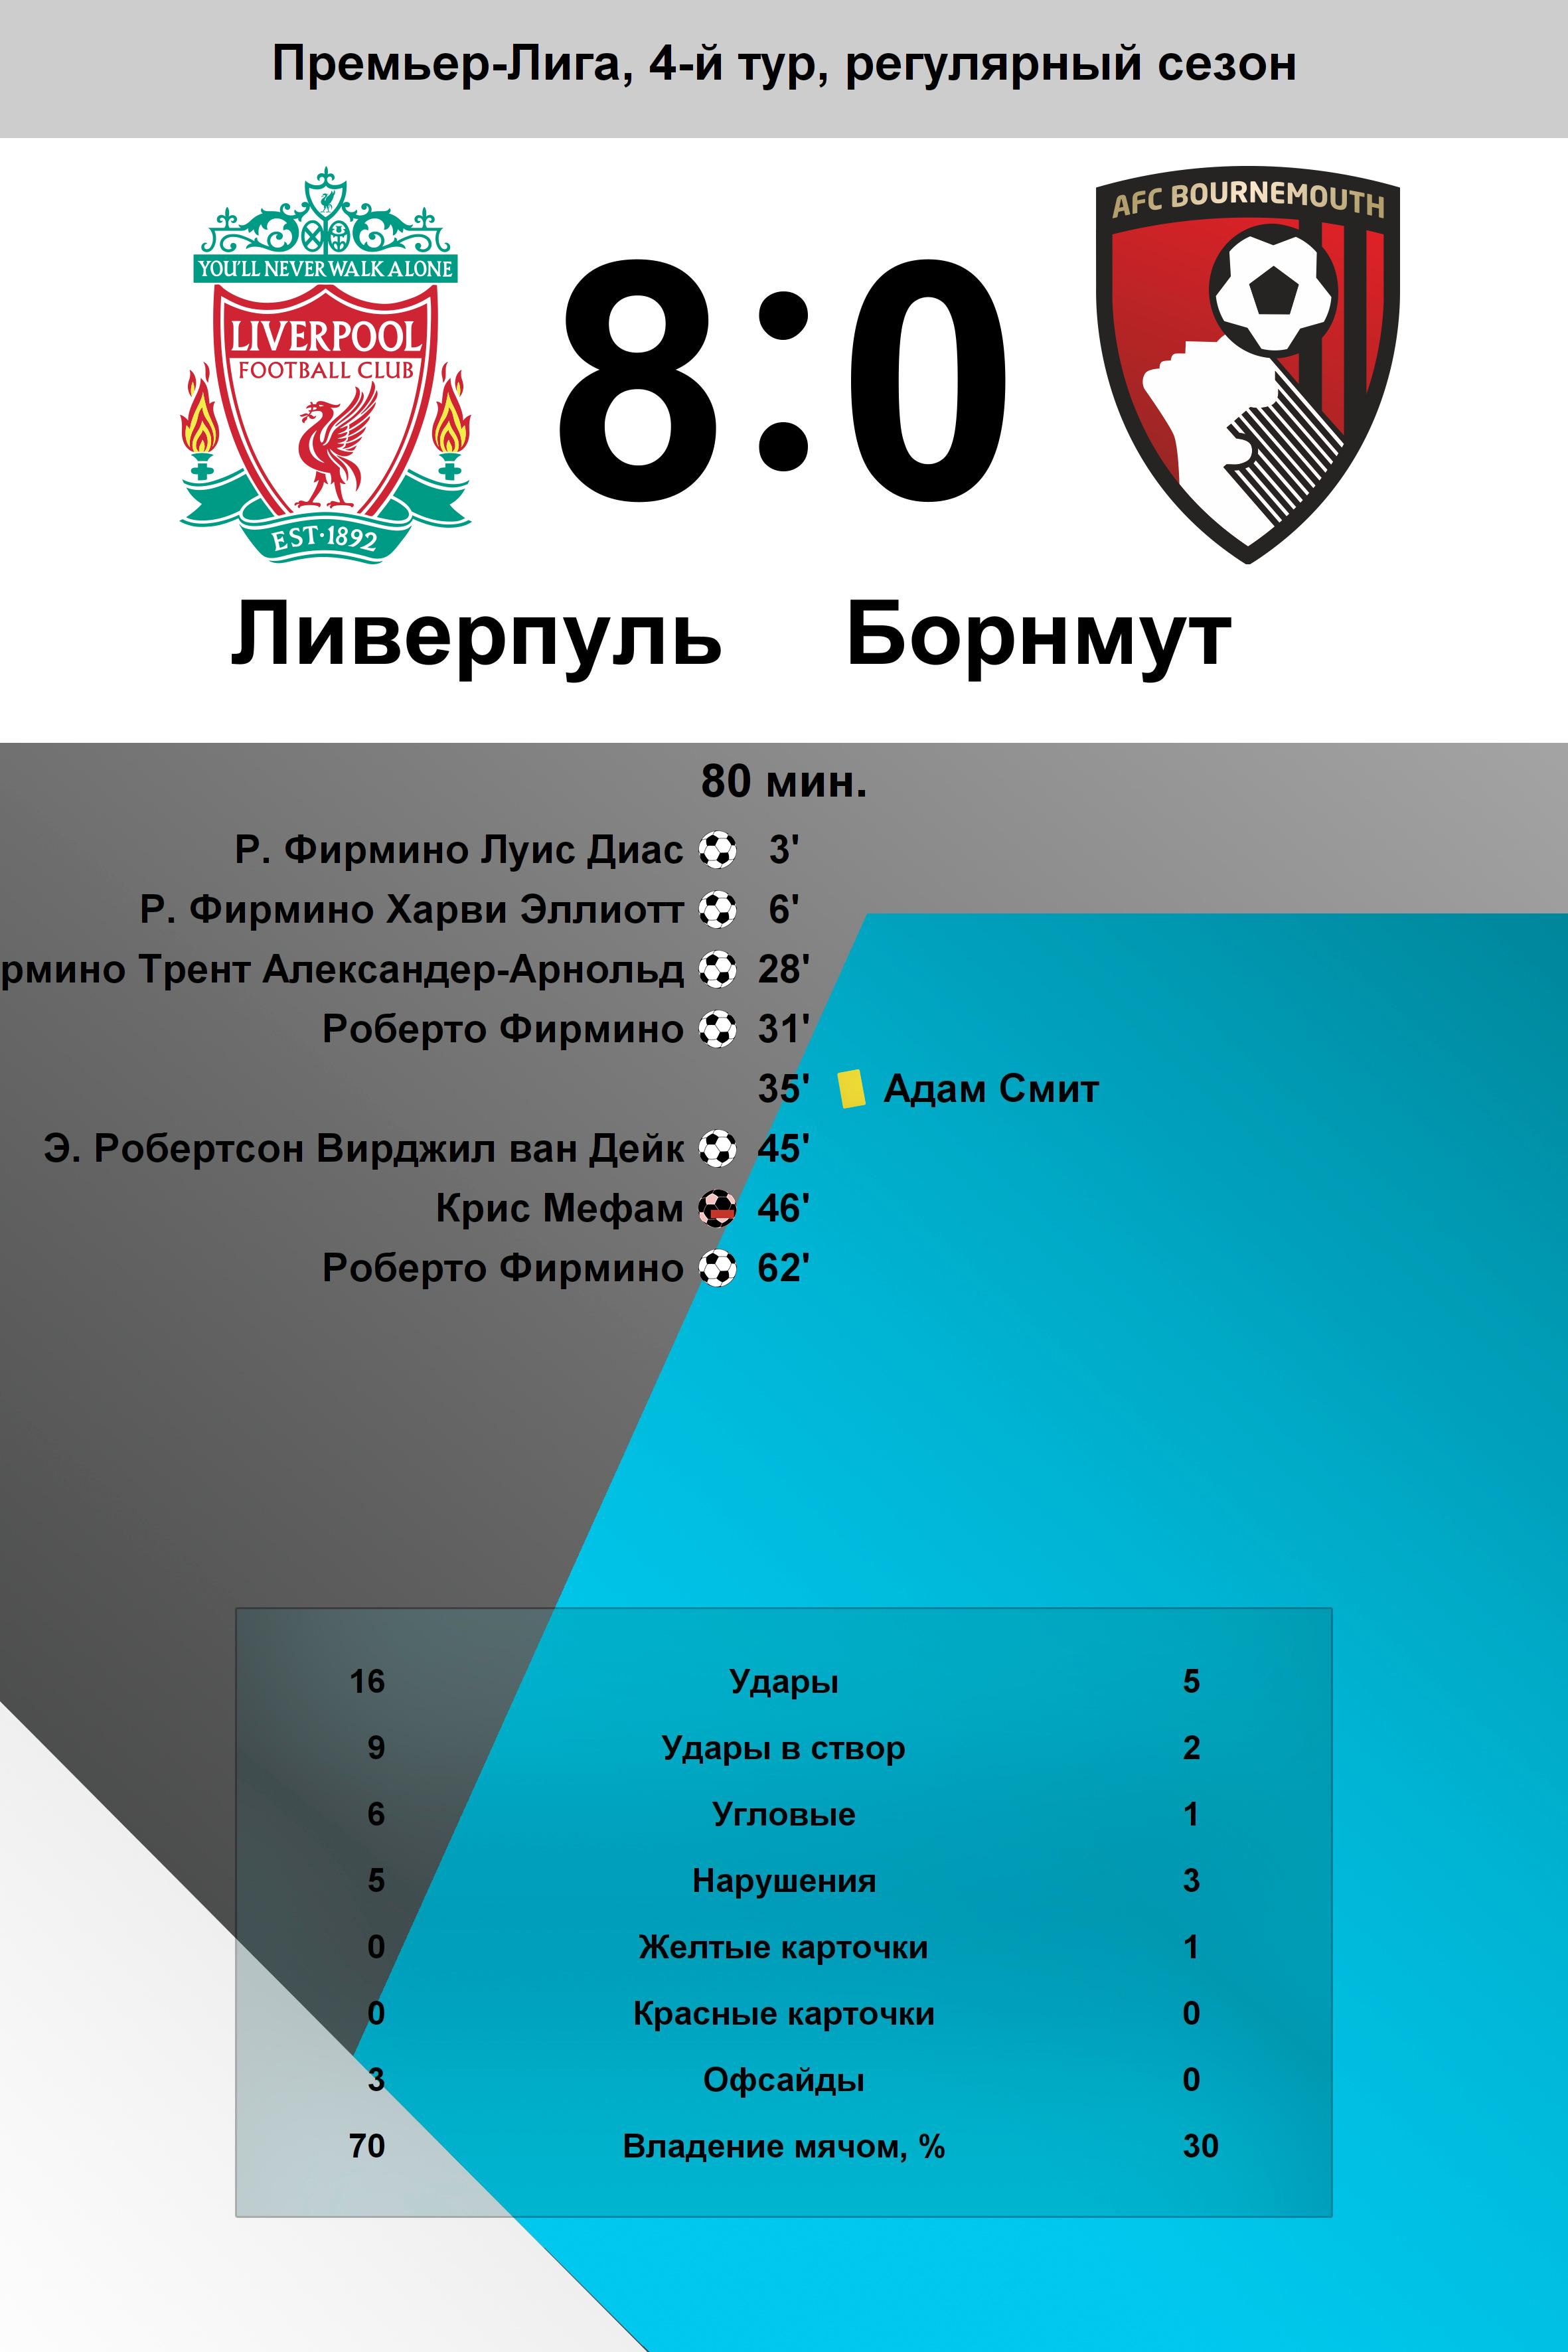 Премьер-Лига, 4-й тур, регулярный сезон
YOU'LL NEVER WALK ALONE
LIVERPOOL
FOOTBALL CLUB
EST·1892
8:0
AFC BOURNEMOUTH
Ливерпуль Борнмут
80 мин.
Р. Фирмино Луис Диас 3'
Р. Фирмино Харви Эллиотт 6'
рмино Трент Александер-Арнольд 28'
Роберто Фирмино 31'
35' Адам Смит
Э. Робертсон Вирджил ван Дейк 45'
Крис Мефам 46'
Роберто Фирмино 62'
16 Удары 5
9 Удары в створ 2
6 Угловые 1
5 Нарушения 3
0 Желтые карточки 1
0 Красные карточки 0
3 Офсайды 0
70 Владение мячом, % 30